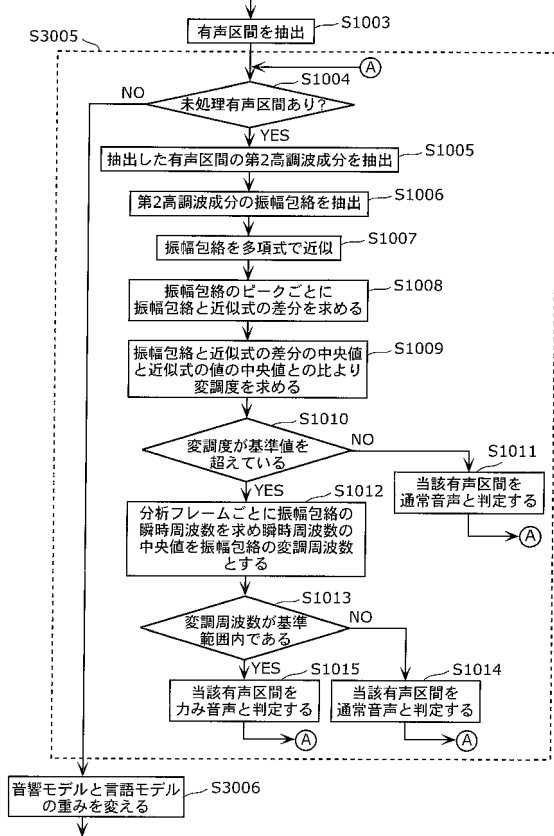 有声区間を抽出
S1003
S3005
A
S1004
NO
未処理有声区間あり?
YES
S1005
抽出した有声区間の第2高調波成分を抽出
S1006
第2高調波成分の振幅包絡を抽出
S1007
振幅包絡を多項式で近似
S1008
振幅包絡のピークごとに
振幅包絡と近似式の差分を求める
S1009
振幅包絡と近似式の差分の中央値
と近似式の値の中央値との比より
変調度を求める
S1010
変調度が基準値を
超えている
NO
S1011
当該有声区間を
通常音声と判定する
A
YES
S1012
分析フレームごとに振幅包絡の
瞬時周波数を求め瞬時周波数の
中央値を振幅包絡の変調周波数
とする
S1013
変調周波数が基準
範囲内である
NO
YES
S1015
当該有声区間を
力み音声と判定する
A
S1014
当該有声区間を
通常音声と判定する
A
音響モデルと言語モデル
の重みを変える
S3006